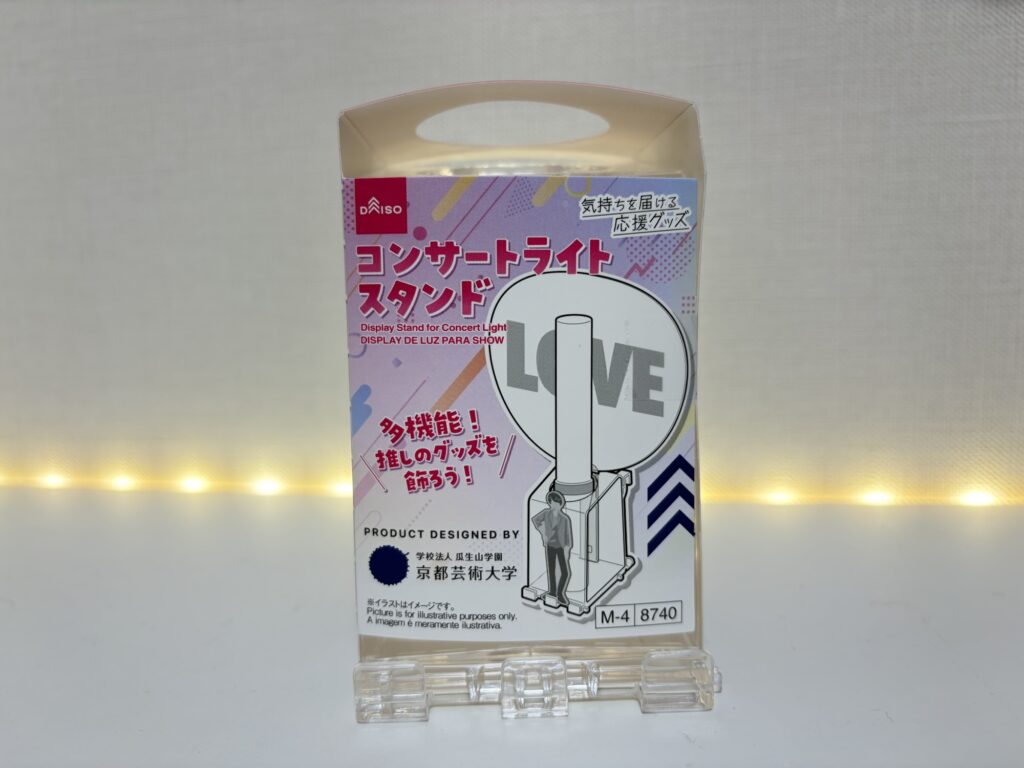 DAISO
気持ちを届ける
応援グッズ
コンサートライト
スタンド
Display Stand for Concert Light
DISPLAY DE LUZ PARA SHOW
LOVE
多機能！
推しのグッズを
飾ろう！
PRODUCT DESIGNED BY
学校法人 瓜生山学園
京都芸術大学
※イラストはイメージです。
Picture is for illustrative purposes only.
A imagem é meramente ilustrativa.
M-4 8740